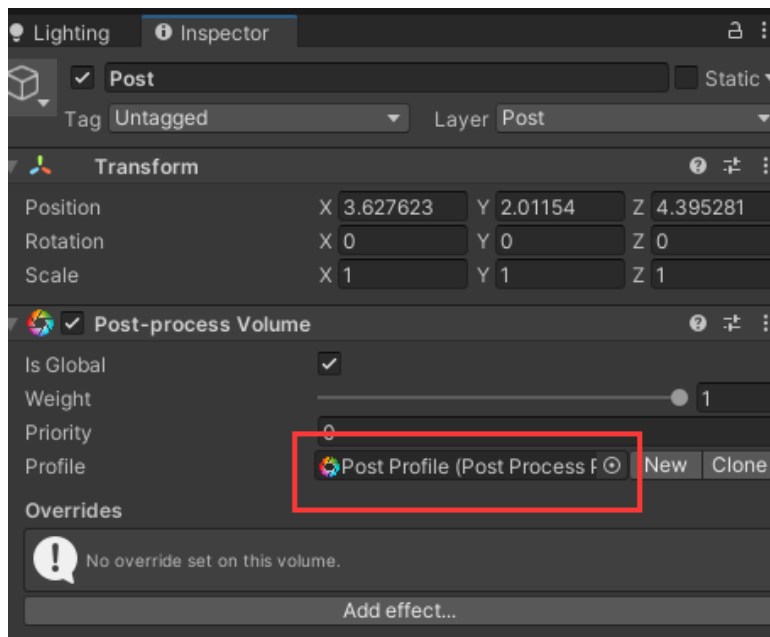 Lighting Inspector
Post Static
Tag Untagged Layer Post
Transform
Position X 3.627623 Y 2.01154 Z 4.395281
Rotation X 0 Y 0 Z 0
Scale X 1 Y 1 Z 1
Post-process Volume
Is Global
Weight 1
Priority 0
Profile Post Profile (Post Process P New Clone
Overrides
No override set on this volume.
Add effect...